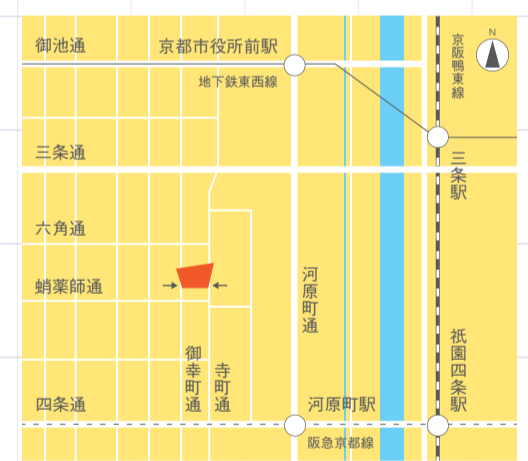 御池通
京都市役所前駅
地下鉄東西線
京阪鴨東線
N
三条通
三条駅
六角通
蛸薬師通
河原町通
御幸町通
寺町通
祇園四条駅
四条通
河原町駅
阪急京都線